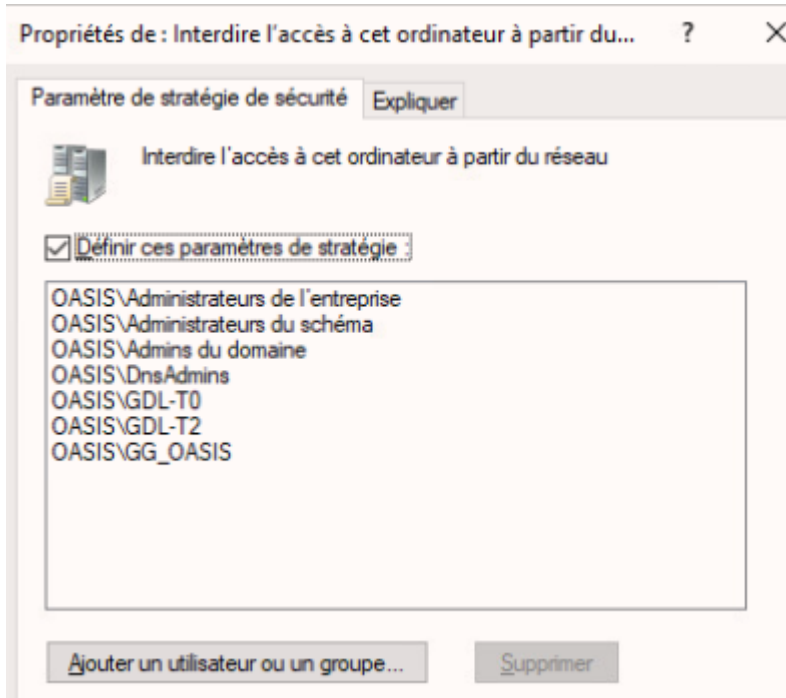 Propriétés de : Interdire l'accès à cet ordinateur à partir du... ? ×
Paramètre de stratégie de sécurité Expliquer
Interdire l'accès à cet ordinateur à partir du réseau
Définir ces paramètres de stratégie :
OASIS\Administrateurs de l'entreprise
OASIS\Administrateurs du schéma
OASIS\Admins du domaine
OASIS\DnsAdmins
OASIS\GDL-T0
OASIS\GDL-T2
OASIS\GG_OASIS
Ajouter un utilisateur ou un groupe... Supprimer